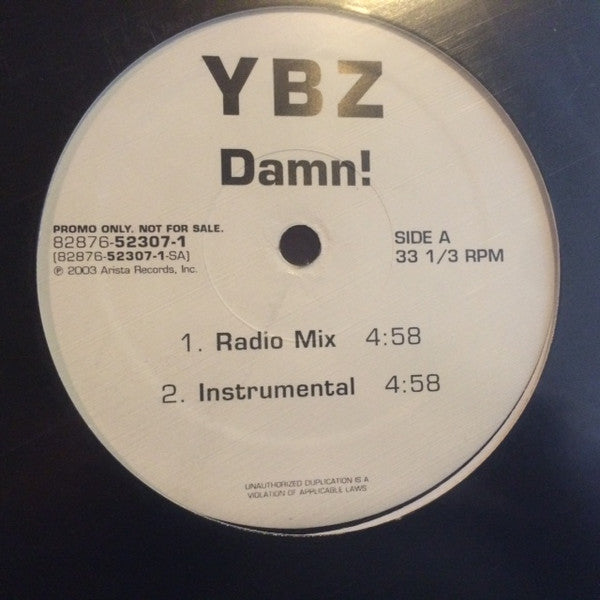 YBZ
Damn!
PROMO ONLY. NOT FOR SALE.
82876-52307-1
(82876-52307-1-SA)
℗ 2003 Arista Records, Inc.
SIDE A
33 1/3 RPM
1. Radio Mix 4:58
2. Instrumental 4:58
UNAUTHORIZED DUPLICATION IS A
VIOLATION OF APPLICABLE LAWS